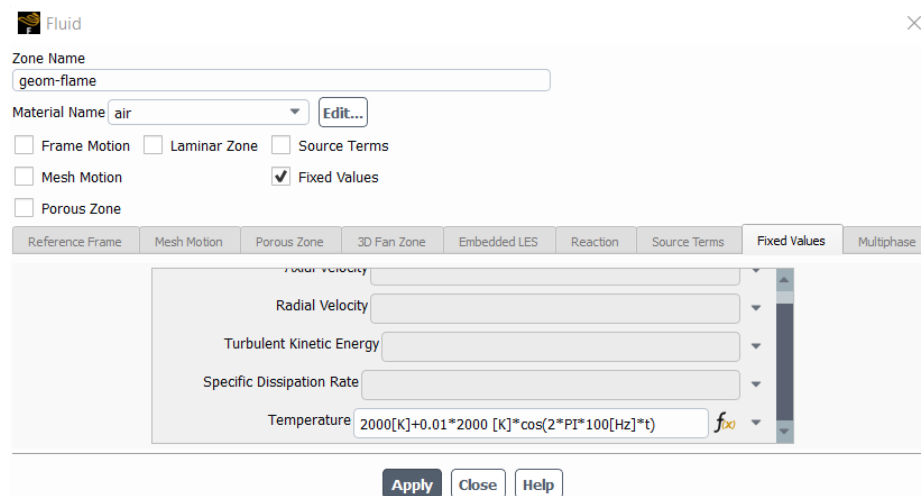 Fluid
Zone Name
geom-flame
Material Name air Edit...
Frame Motion Laminar Zone Source Terms
Mesh Motion Fixed Values
Porous Zone
Reference Frame Mesh Motion Porous Zone 3D Fan Zone Embedded LES Reaction Source Terms Fixed Values Multiphase
Axial Velocity
Radial Velocity
Turbulent Kinetic Energy
Specific Dissipation Rate
Temperature 2000[K]+0.01*2000 [K]*cos(2*PI*100[Hz]*t) f(x)
Apply Close Help